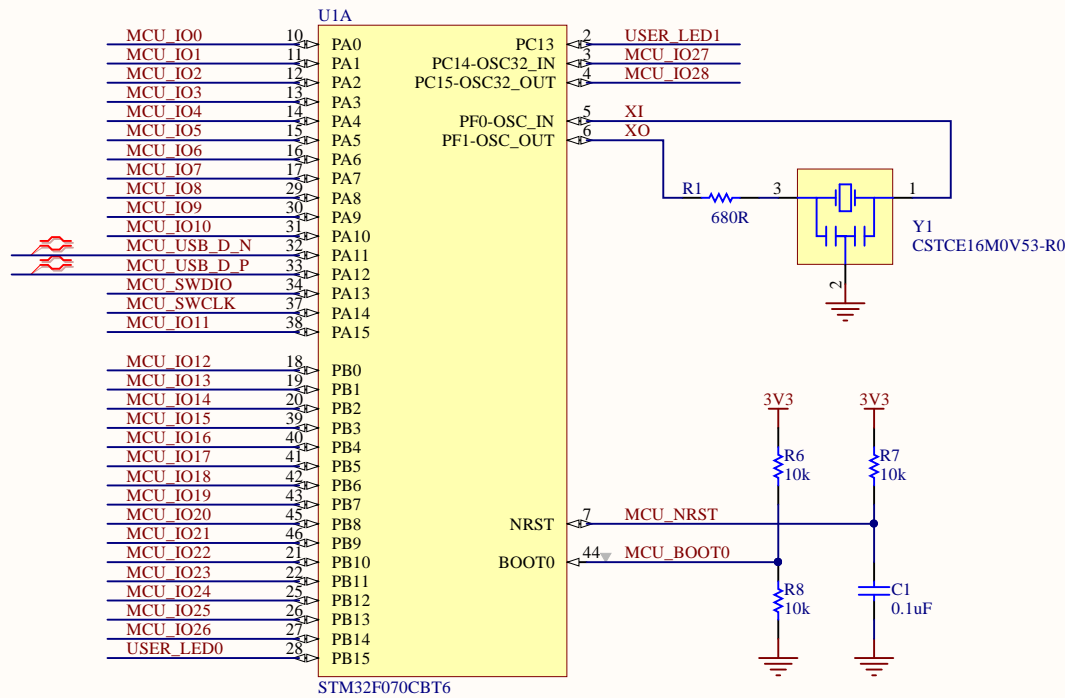 U1A
MCU_IO0 10 PA0
MCU_IO1 11 PA1
MCU_IO2 12 PA2
MCU_IO3 13 PA3
MCU_IO4 14 PA4
MCU_IO5 15 PA5
MCU_IO6 16 PA6
MCU_IO7 17 PA7
MCU_IO8 29 PA8
MCU_IO9 30 PA9
MCU_IO10 31 PA10
MCU_USB_D_N 32 PA11
MCU_USB_D_P 33 PA12
MCU_SWDIO 34 PA13
MCU_SWCLK 37 PA14
MCU_IO11 38 PA15
MCU_IO12 18 PB0
MCU_IO13 19 PB1
MCU_IO14 20 PB2
MCU_IO15 39 PB3
MCU_IO16 40 PB4
MCU_IO17 41 PB5
MCU_IO18 42 PB6
MCU_IO19 43 PB7
MCU_IO20 45 PB8
MCU_IO21 46 PB9
MCU_IO22 21 PB10
MCU_IO23 22 PB11
MCU_IO24 25 PB12
MCU_IO25 26 PB13
MCU_IO26 27 PB14
USER_LED0 28 PB15
PC13 2 USER_LED1
PC14-OSC32_IN 3 MCU_IO27
PC15-OSC32_OUT 4 MCU_IO28
PF0-OSC_IN 5 XI
PF1-OSC_OUT 6 XO
R1
680R
3
1
2
Y1
CSTCE16M0V53-R0
3V3
3V3
R6
10k
R7
10k
NRST 7 MCU_NRST
BOOT0 44 MCU_BOOT0
R8
10k
C1
0.1uF
STM32F070CBT6